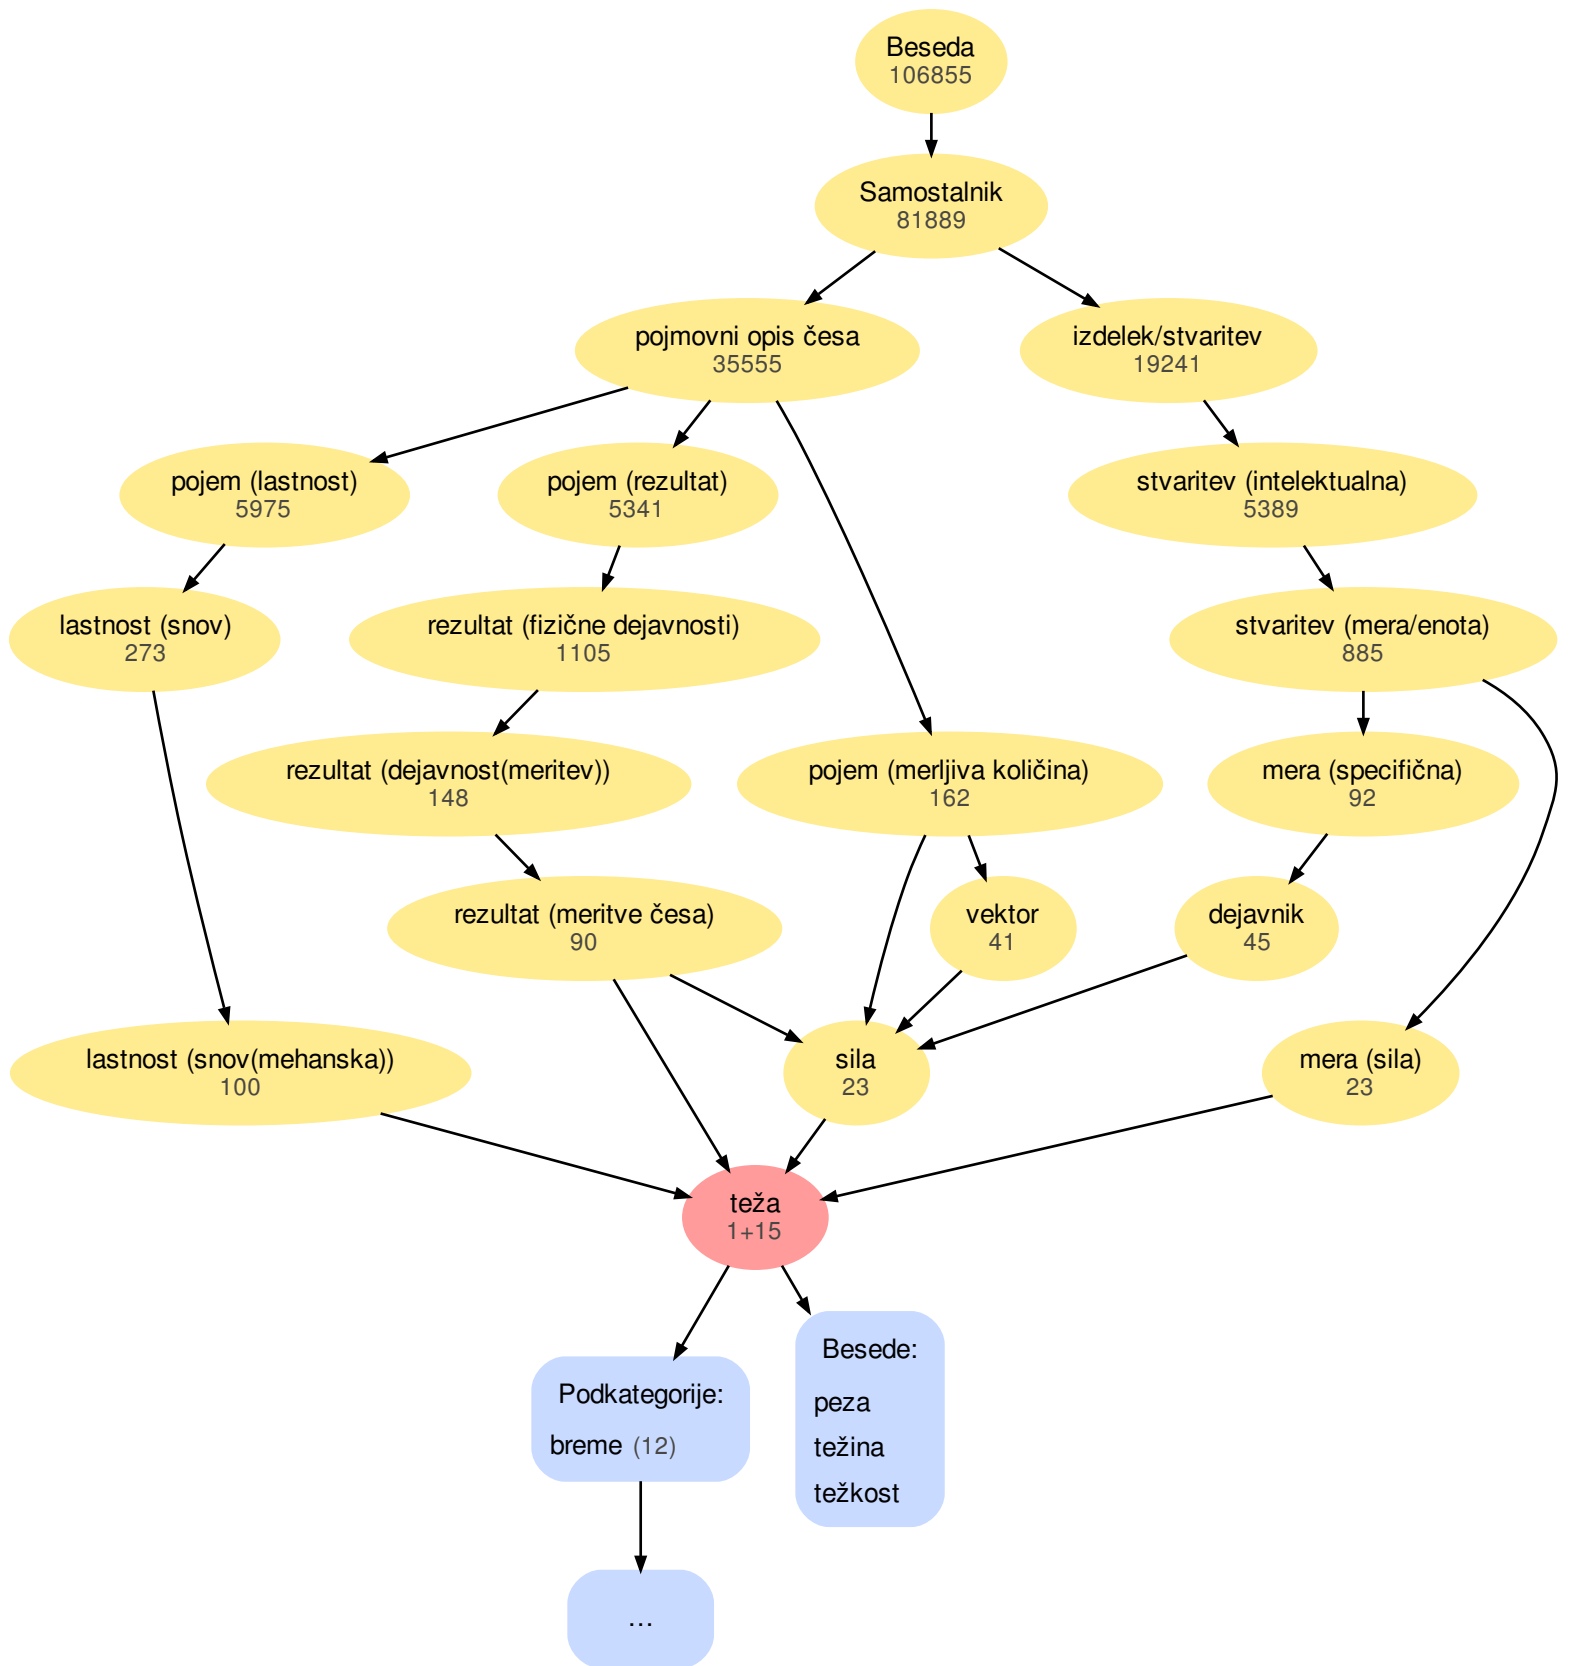 Beseda
106855
Samostalnik
81889
pojmovni opis česa
35555
izdelek/stvaritev
19241
pojem (lastnost)
5975
pojem (rezultat)
5341
stvaritev (intelektualna)
5389
lastnost (snov)
273
rezultat (fizične dejavnosti)
1105
stvaritev (mera/enota)
885
rezultat (dejavnost(meritev))
148
pojem (merljiva količina)
162
mera (specifična)
92
rezultat (meritve česa)
90
vektor
41
dejavnik
45
lastnost (snov(mehanska))
100
sila
23
mera (sila)
23
teža
1+15
Podkategorije:
breme (12)
Besede:
peza
težina
težkost
...